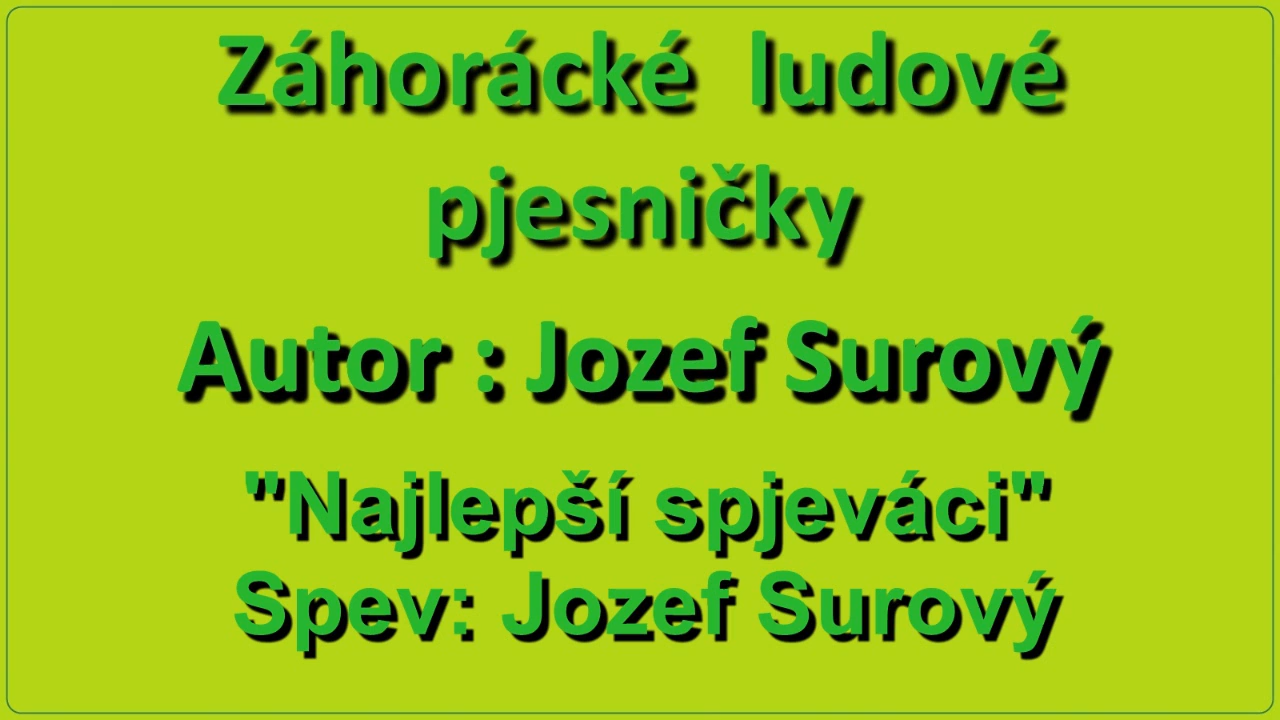 Záhorácké ludové
pjesničky
Autor : Jozef Surový
"Najlepší spjeváci"
Spev: Jozef Surový